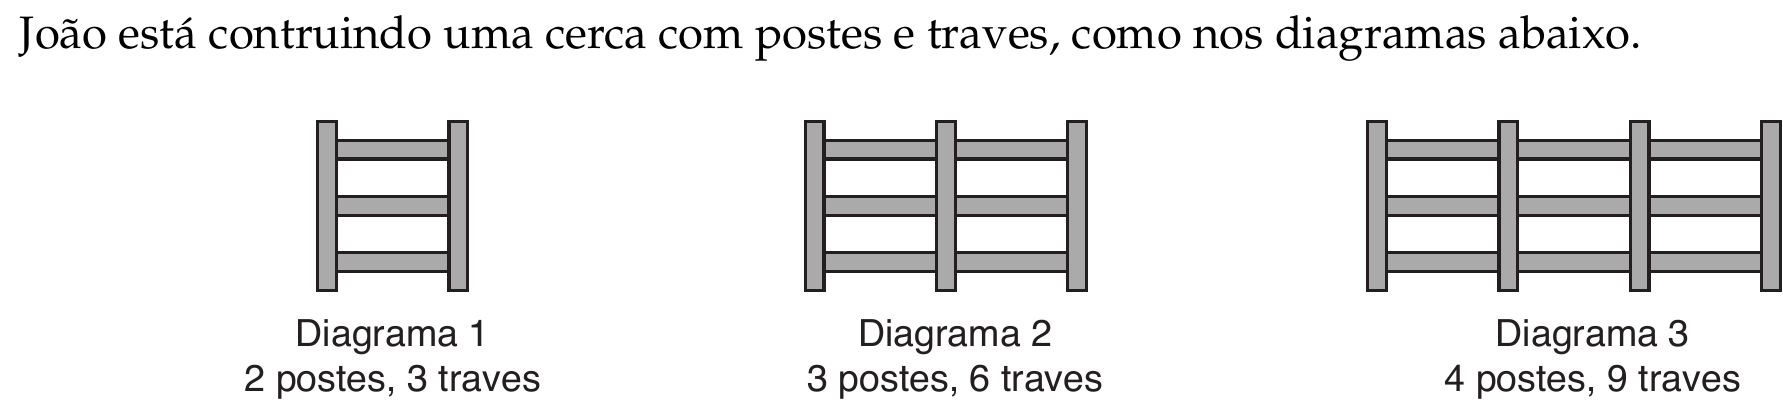 João está contruindo uma cerca com postes e traves, como nos diagramas abaixo.
Diagrama 1
2 postes, 3 traves
Diagrama 2
3 postes, 6 traves
Diagrama 3
4 postes, 9 traves